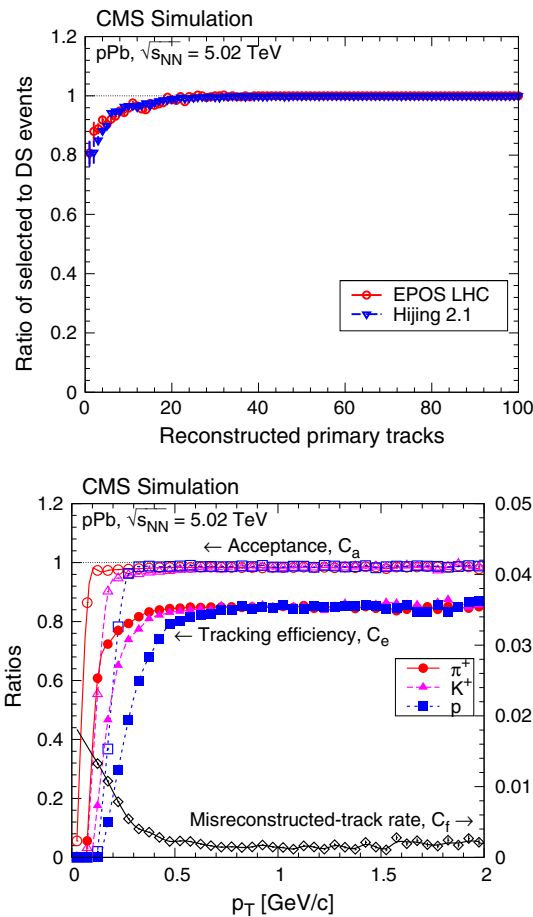 CMS Simulation
pPb, √sNN = 5.02 TeV
1.2
1
0.8
0.6
0.4
0.2
0
Ratio of selected to DS events
EPOS LHC
Hijing 2.1
0 20 40 60 80 100
Reconstructed primary tracks
CMS Simulation
pPb, √sNN = 5.02 TeV
1.2
1
0.8
0.6
0.4
0.2
0
Ratios
0.05
0.04
0.03
0.02
0.01
0
← Acceptance, Ca
← Tracking efficiency, Ce
π+
K+
p
Misreconstructed-track rate, Cf →
0 0.5 1 1.5 2
pT [GeV/c]